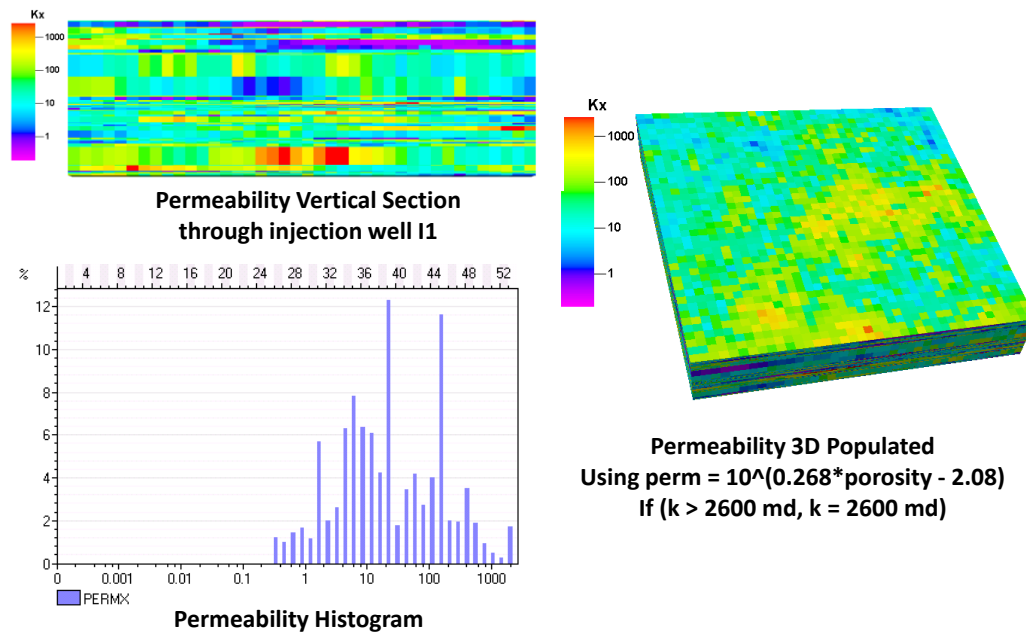 Kx
1000
100
10
1
Permeability Vertical Section
through injection well I1
% 4 8 12 16 20 24 28 32 36 40 44 48 52
12
10
8
6
4
2
0
0 0.001 0.01 0.1 1 10 100 1000
PERMX
Permeability Histogram
Kx
1000
100
10
1
Permeability 3D Populated
Using perm = 10^(0.268*porosity - 2.08)
If (k > 2600 md, k = 2600 md)